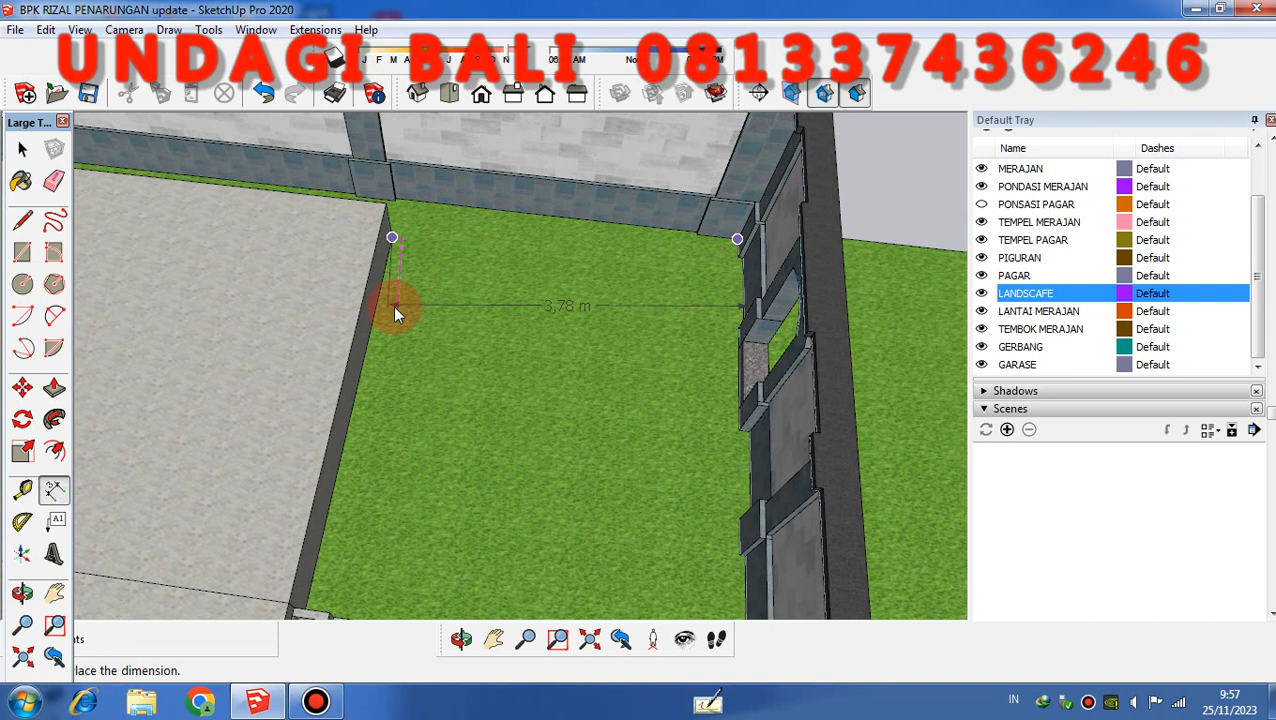 BPK RIZAL PENARUNGAN update - SketchUp Pro 2020
File Edit View Camera Draw Tools Window Extensions Help
UNDAGI BALI 081337436246
J F M
N
Large T...
Default Tray
Name Dashes
MERAJAN Default
PONDASI MERAJAN Default
PONSASI PAGAR Default
TEMPEL MERAJAN Default
TEMPEL PAGAR Default
PIGURAN Default
PAGAR Default
LANDSCAFE Default
LANTAI MERAJAN Default
TEMBOK MERAJAN Default
GERBANG Default
GARASE Default
3,78 m
Shadows
Scenes
A1
nts
lace the dimension.
IN
9:57
25/11/2023